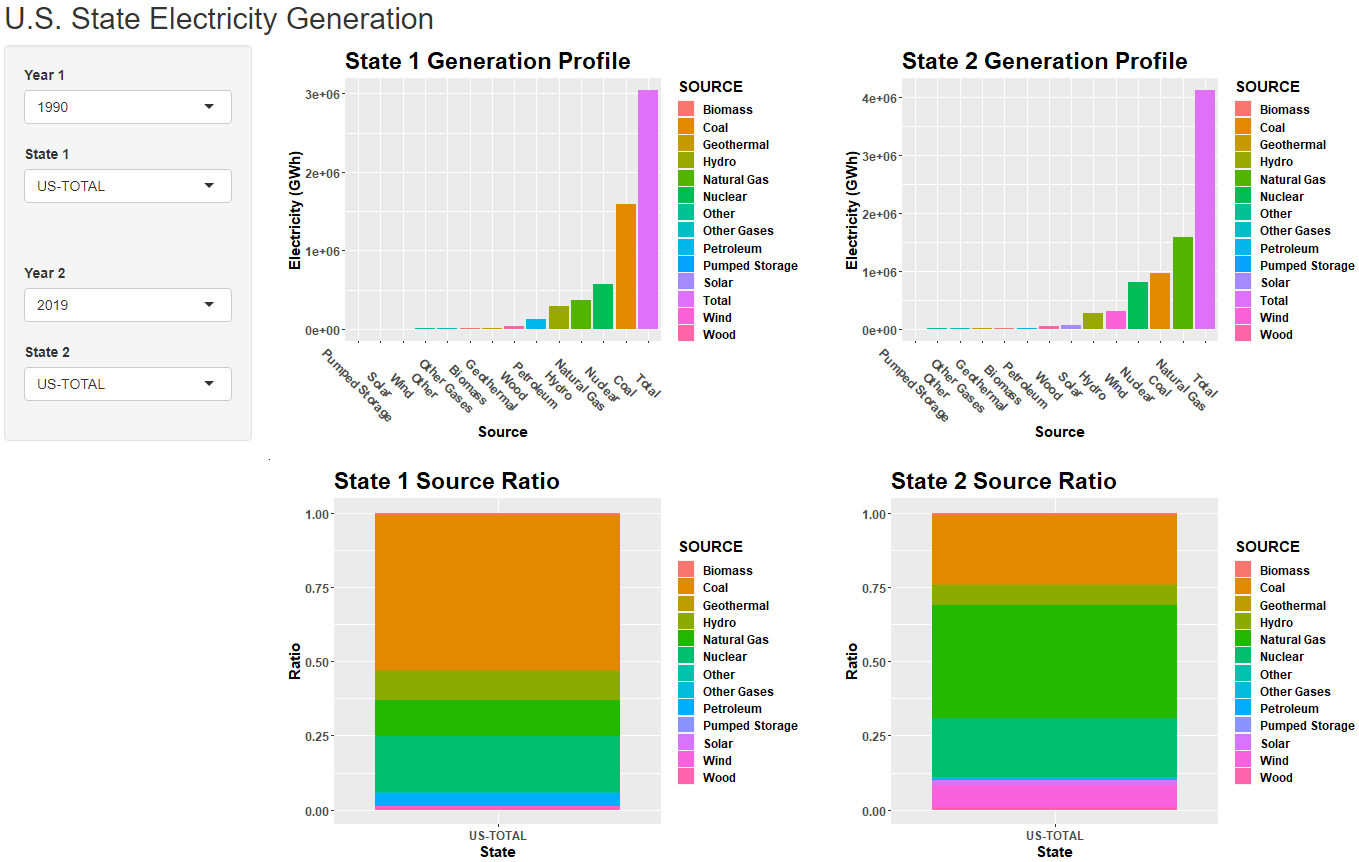 U.S. State Electricity Generation
Year 1
1990
State 1
US-TOTAL
Year 2
2019
State 2
US-TOTAL
State 1 Generation Profile
Electricity (GWh)
3e+06
2e+06
1e+06
0e+00
Pumped Storage
Solar
Wind
Other
Other Gases
Biomass
Geothermal
Wood
Petroleum
Hydro
Natural Gas
Nuclear
Coal
Total
Source
SOURCE
Biomass
Coal
Geothermal
Hydro
Natural Gas
Nuclear
Other
Other Gases
Petroleum
Pumped Storage
Solar
Total
Wind
Wood
State 2 Generation Profile
Electricity (GWh)
4e+06
3e+06
2e+06
1e+06
0e+00
Pumped Storage
Other
Other Gases
Geothermal
Biomass
Petroleum
Wood
Solar
Hydro
Wind
Nuclear
Coal
Natural Gas
Total
Source
SOURCE
Biomass
Coal
Geothermal
Hydro
Natural Gas
Nuclear
Other
Other Gases
Petroleum
Pumped Storage
Solar
Total
Wind
Wood
State 1 Source Ratio
Ratio
1.00
0.75
0.50
0.25
0.00
US-TOTAL
State
SOURCE
Biomass
Coal
Geothermal
Hydro
Natural Gas
Nuclear
Other
Other Gases
Petroleum
Pumped Storage
Solar
Wind
Wood
State 2 Source Ratio
Ratio
1.00
0.75
0.50
0.25
0.00
US-TOTAL
State
SOURCE
Biomass
Coal
Geothermal
Hydro
Natural Gas
Nuclear
Other
Other Gases
Petroleum
Pumped Storage
Solar
Wind
Wood